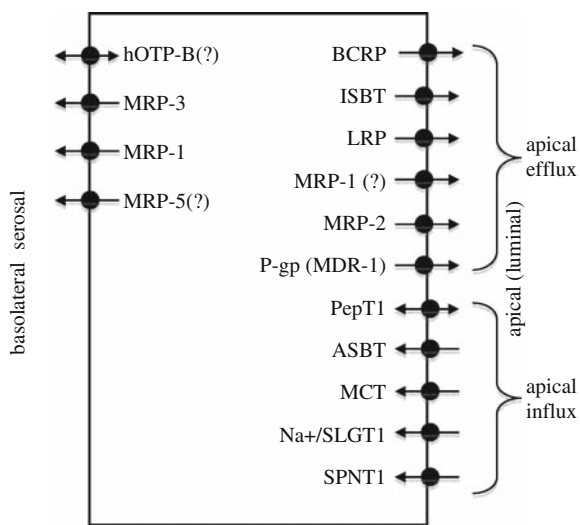 hOTP-B(?)
MRP-3
MRP-1
MRP-5(?)
basolateral serosal
BCRP
ISBT
LRP
MRP-1 (?)
MRP-2
P-gp (MDR-1)
PepT1
ASBT
MCT
Na+/SLGT1
SPNT1
apical
efflux
apical (luminal)
apical
influx